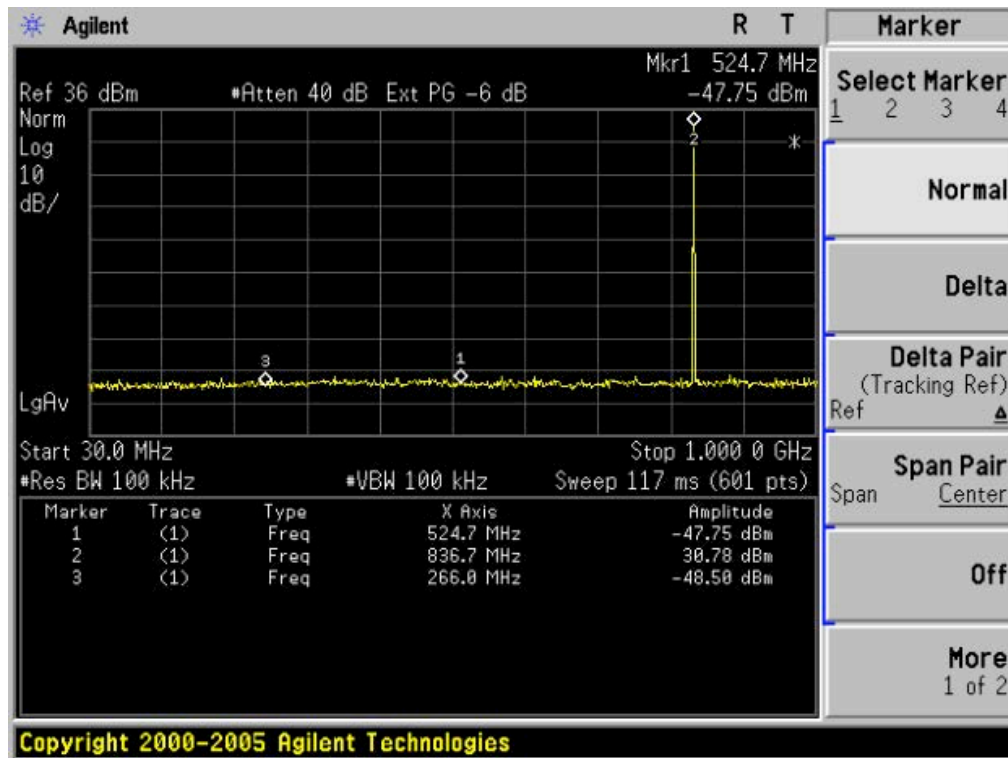 Agilent R T Marker
Mkr1 524.7 MHz
Ref 36 dBm #Atten 40 dB Ext PG -6 dB -47.75 dBm
Norm
Log
10
dB/
2
*
3
1
LgAv
Start 30.0 MHz Stop 1.000 0 GHz
#Res BW 100 kHz #VBW 100 kHz Sweep 117 ms (601 pts)
Marker Trace Type X Axis Amplitude
1 (1) Freq 524.7 MHz -47.75 dBm
2 (1) Freq 836.7 MHz 30.78 dBm
3 (1) Freq 266.0 MHz -48.50 dBm
Select Marker
1 2 3 4
Normal
Delta
Delta Pair
(Tracking Ref)
Ref Δ
Span Pair
Span Center
Off
More
1 of 2
Copyright 2000-2005 Agilent Technologies